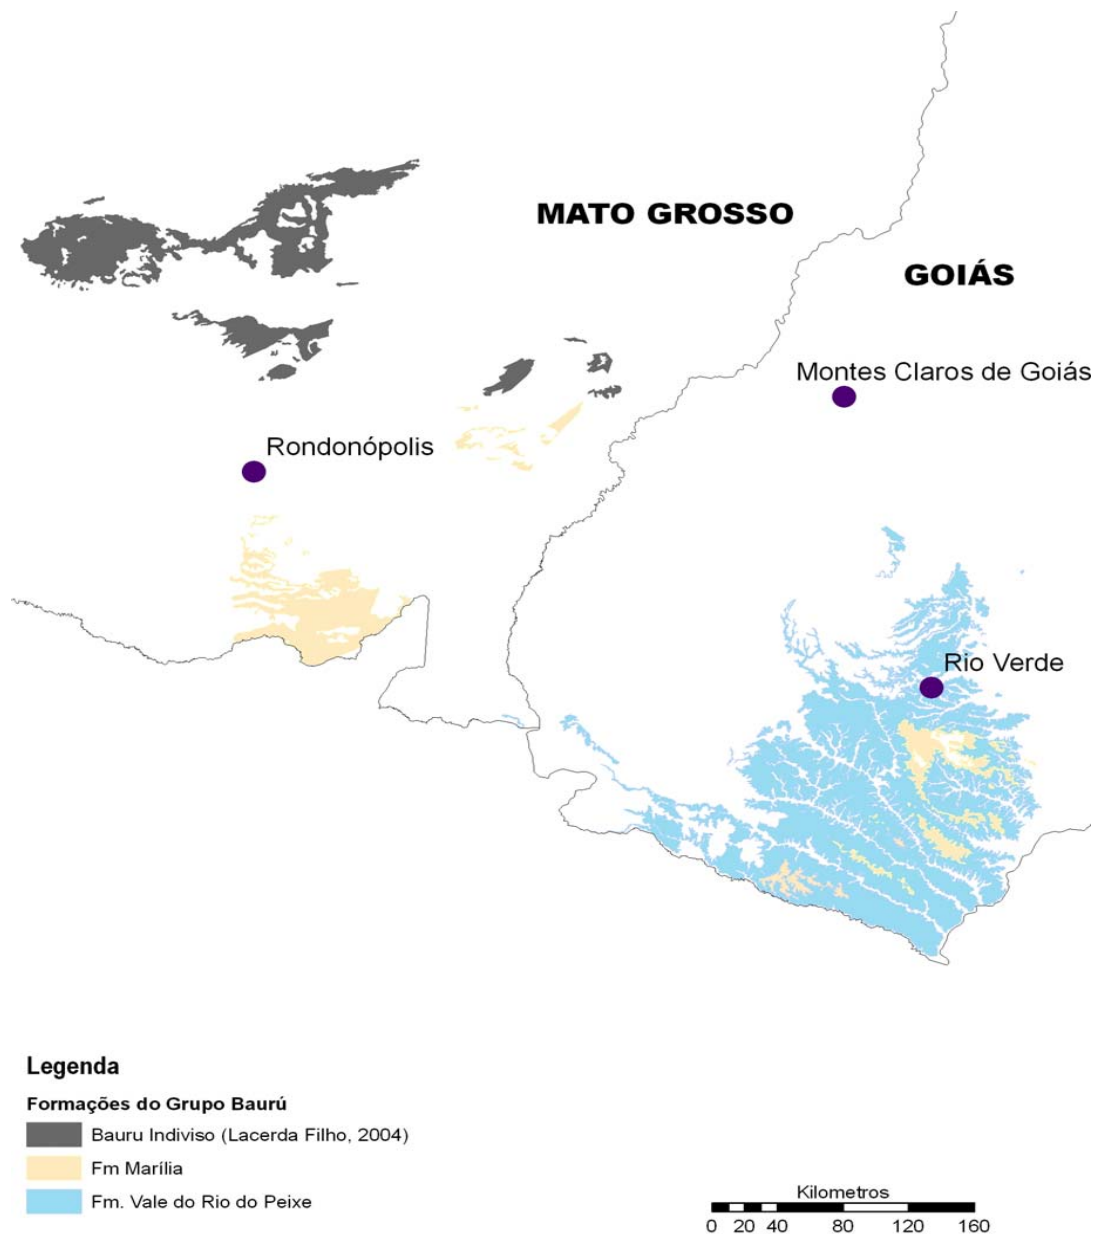 MATO GROSSO
GOIÁS
Montes Claros de Goiás
Rondonópolis
Rio Verde
Legenda
Formações do Grupo Baurú
Bauru Indiviso (Lacerda Filho, 2004)
Fm Marília
Fm. Vale do Rio do Peixe
Kilometros
0 20 40 80 120 160